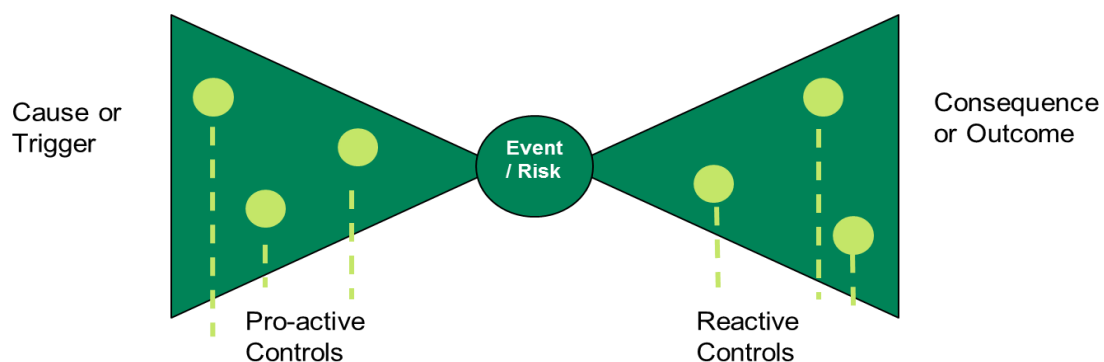 Cause or
Trigger
Event
/ Risk
Consequence
or Outcome
Pro-active
Controls
Reactive
Controls